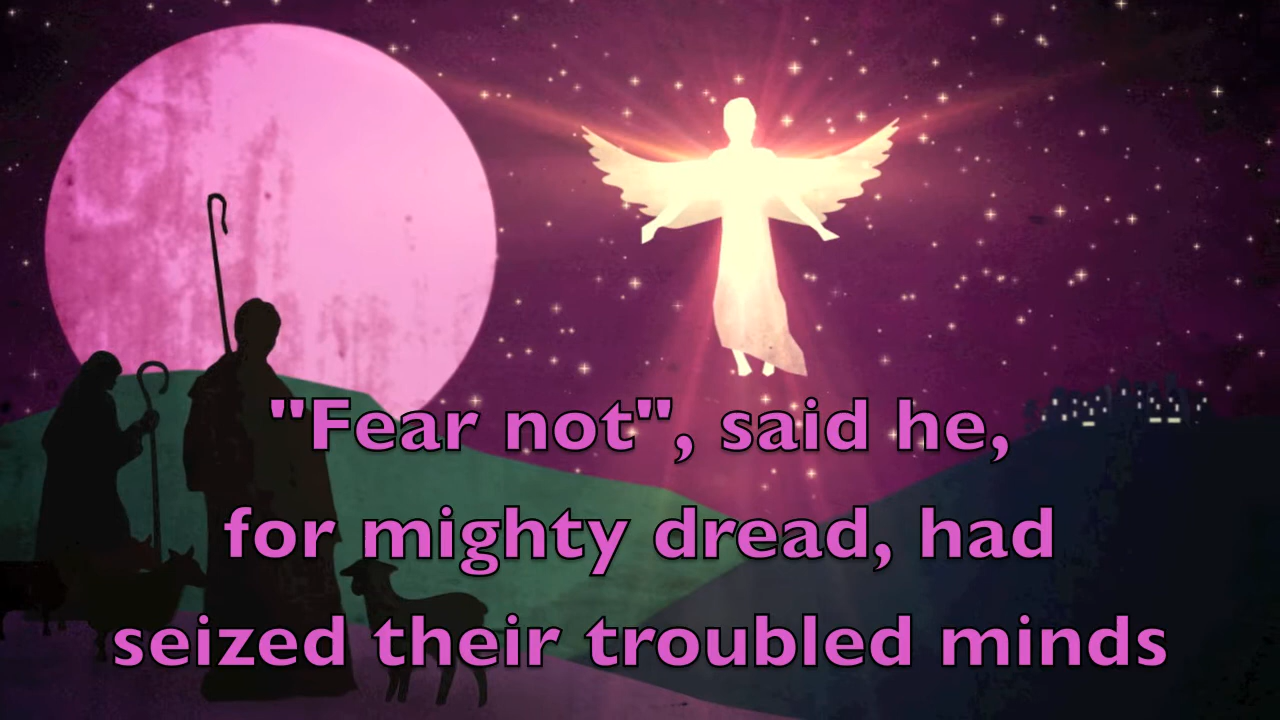 "Fear not", said he,
for mighty dread, had
seized their troubled minds